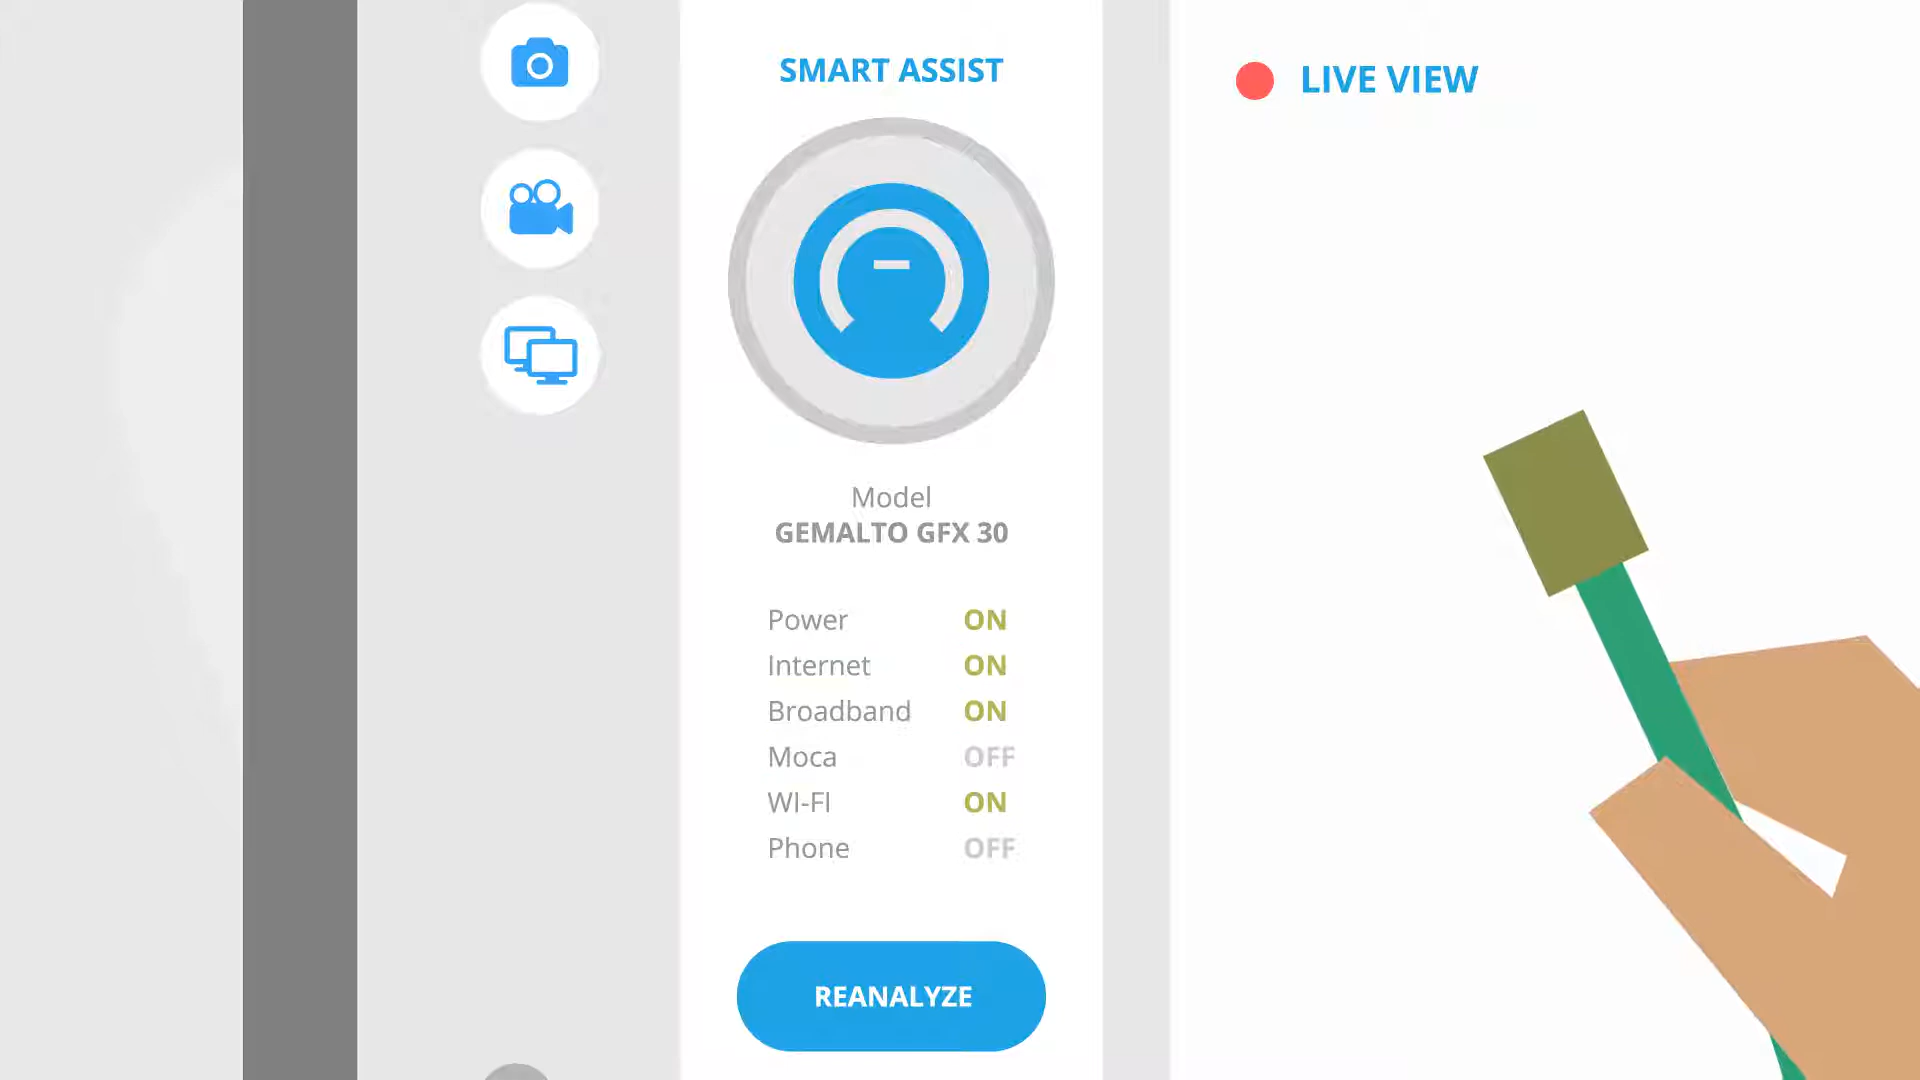 SMART ASSIST
LIVE VIEW
Model
GEMALTO GFX 30
Power ON
Internet ON
Broadband ON
Moca OFF
WI-FI ON
Phone OFF
REANALYZE